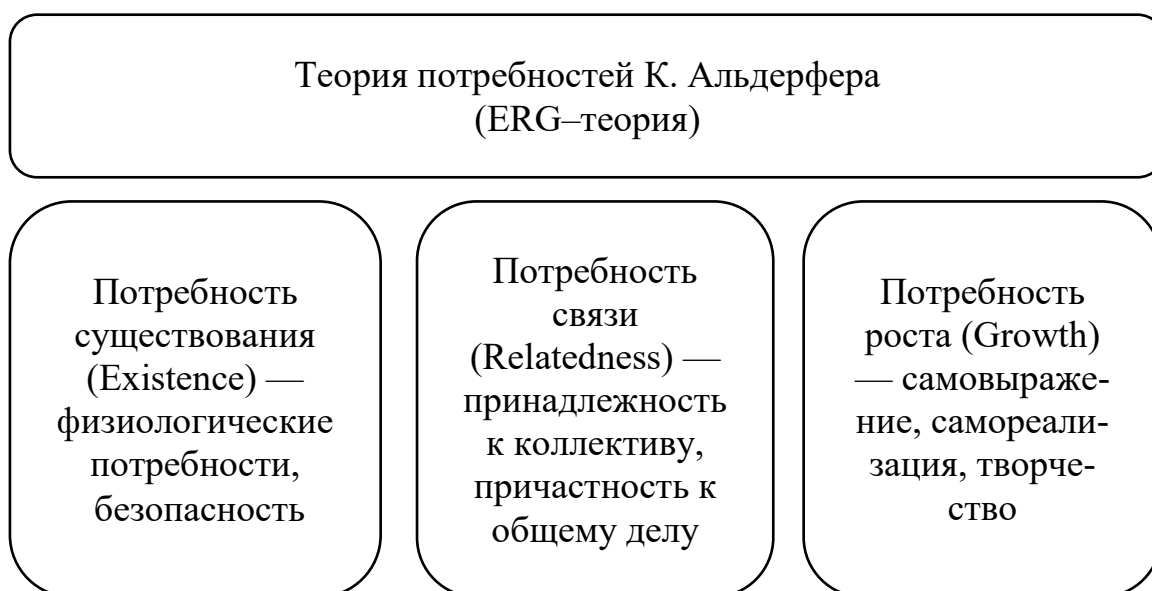 Теория потребностей К. Альдерфера
(ERG–теория)
Потребность
существования
(Existence) —
физиологические
потребности,
безопасность
Потребность
связи
(Relatedness) —
принадлежность
к коллективу,
причастность к
общему делу
Потребность
роста (Growth)
— самовыраже-
ние, самореали-
зация, творче-
ство